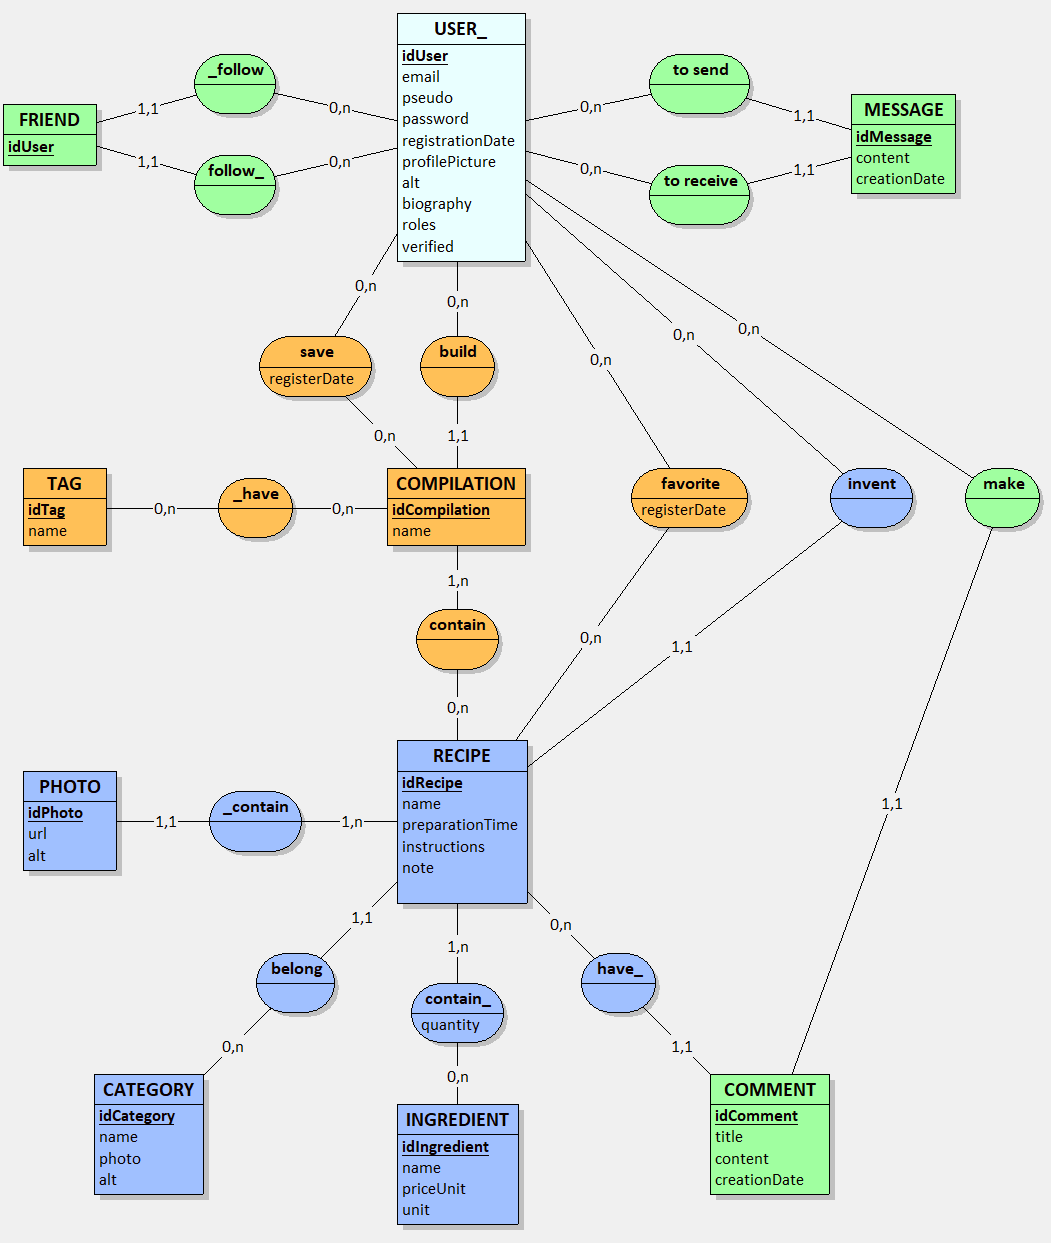 USER_
idUser
email
pseudo
password
registrationDate
profilePicture
alt
biography
roles
verified
_follow
1,1
0,n
FRIEND
idUser
1,1
follow_
0,n
to send
0,n
1,1
MESSAGE
idMessage
content
creationDate
0,n
to receive
1,1
0,n
save
registerDate
0,n
0,n
build
1,1
0,n
0,n
0,n
TAG
idTag
name
0,n
_have
0,n
COMPILATION
idCompilation
name
favorite
registerDate
invent
make
1,n
contain
0,n
0,n
1,1
1,1
RECIPE
idRecipe
name
preparationTime
instructions
note
PHOTO
idPhoto
url
alt
1,1
_contain
1,n
1,1
belong
0,n
1,n
contain_
quantity
0,n
0,n
have_
1,1
CATEGORY
idCategory
name
photo
alt
INGREDIENT
idIngredient
name
priceUnit
unit
COMMENT
idComment
title
content
creationDate